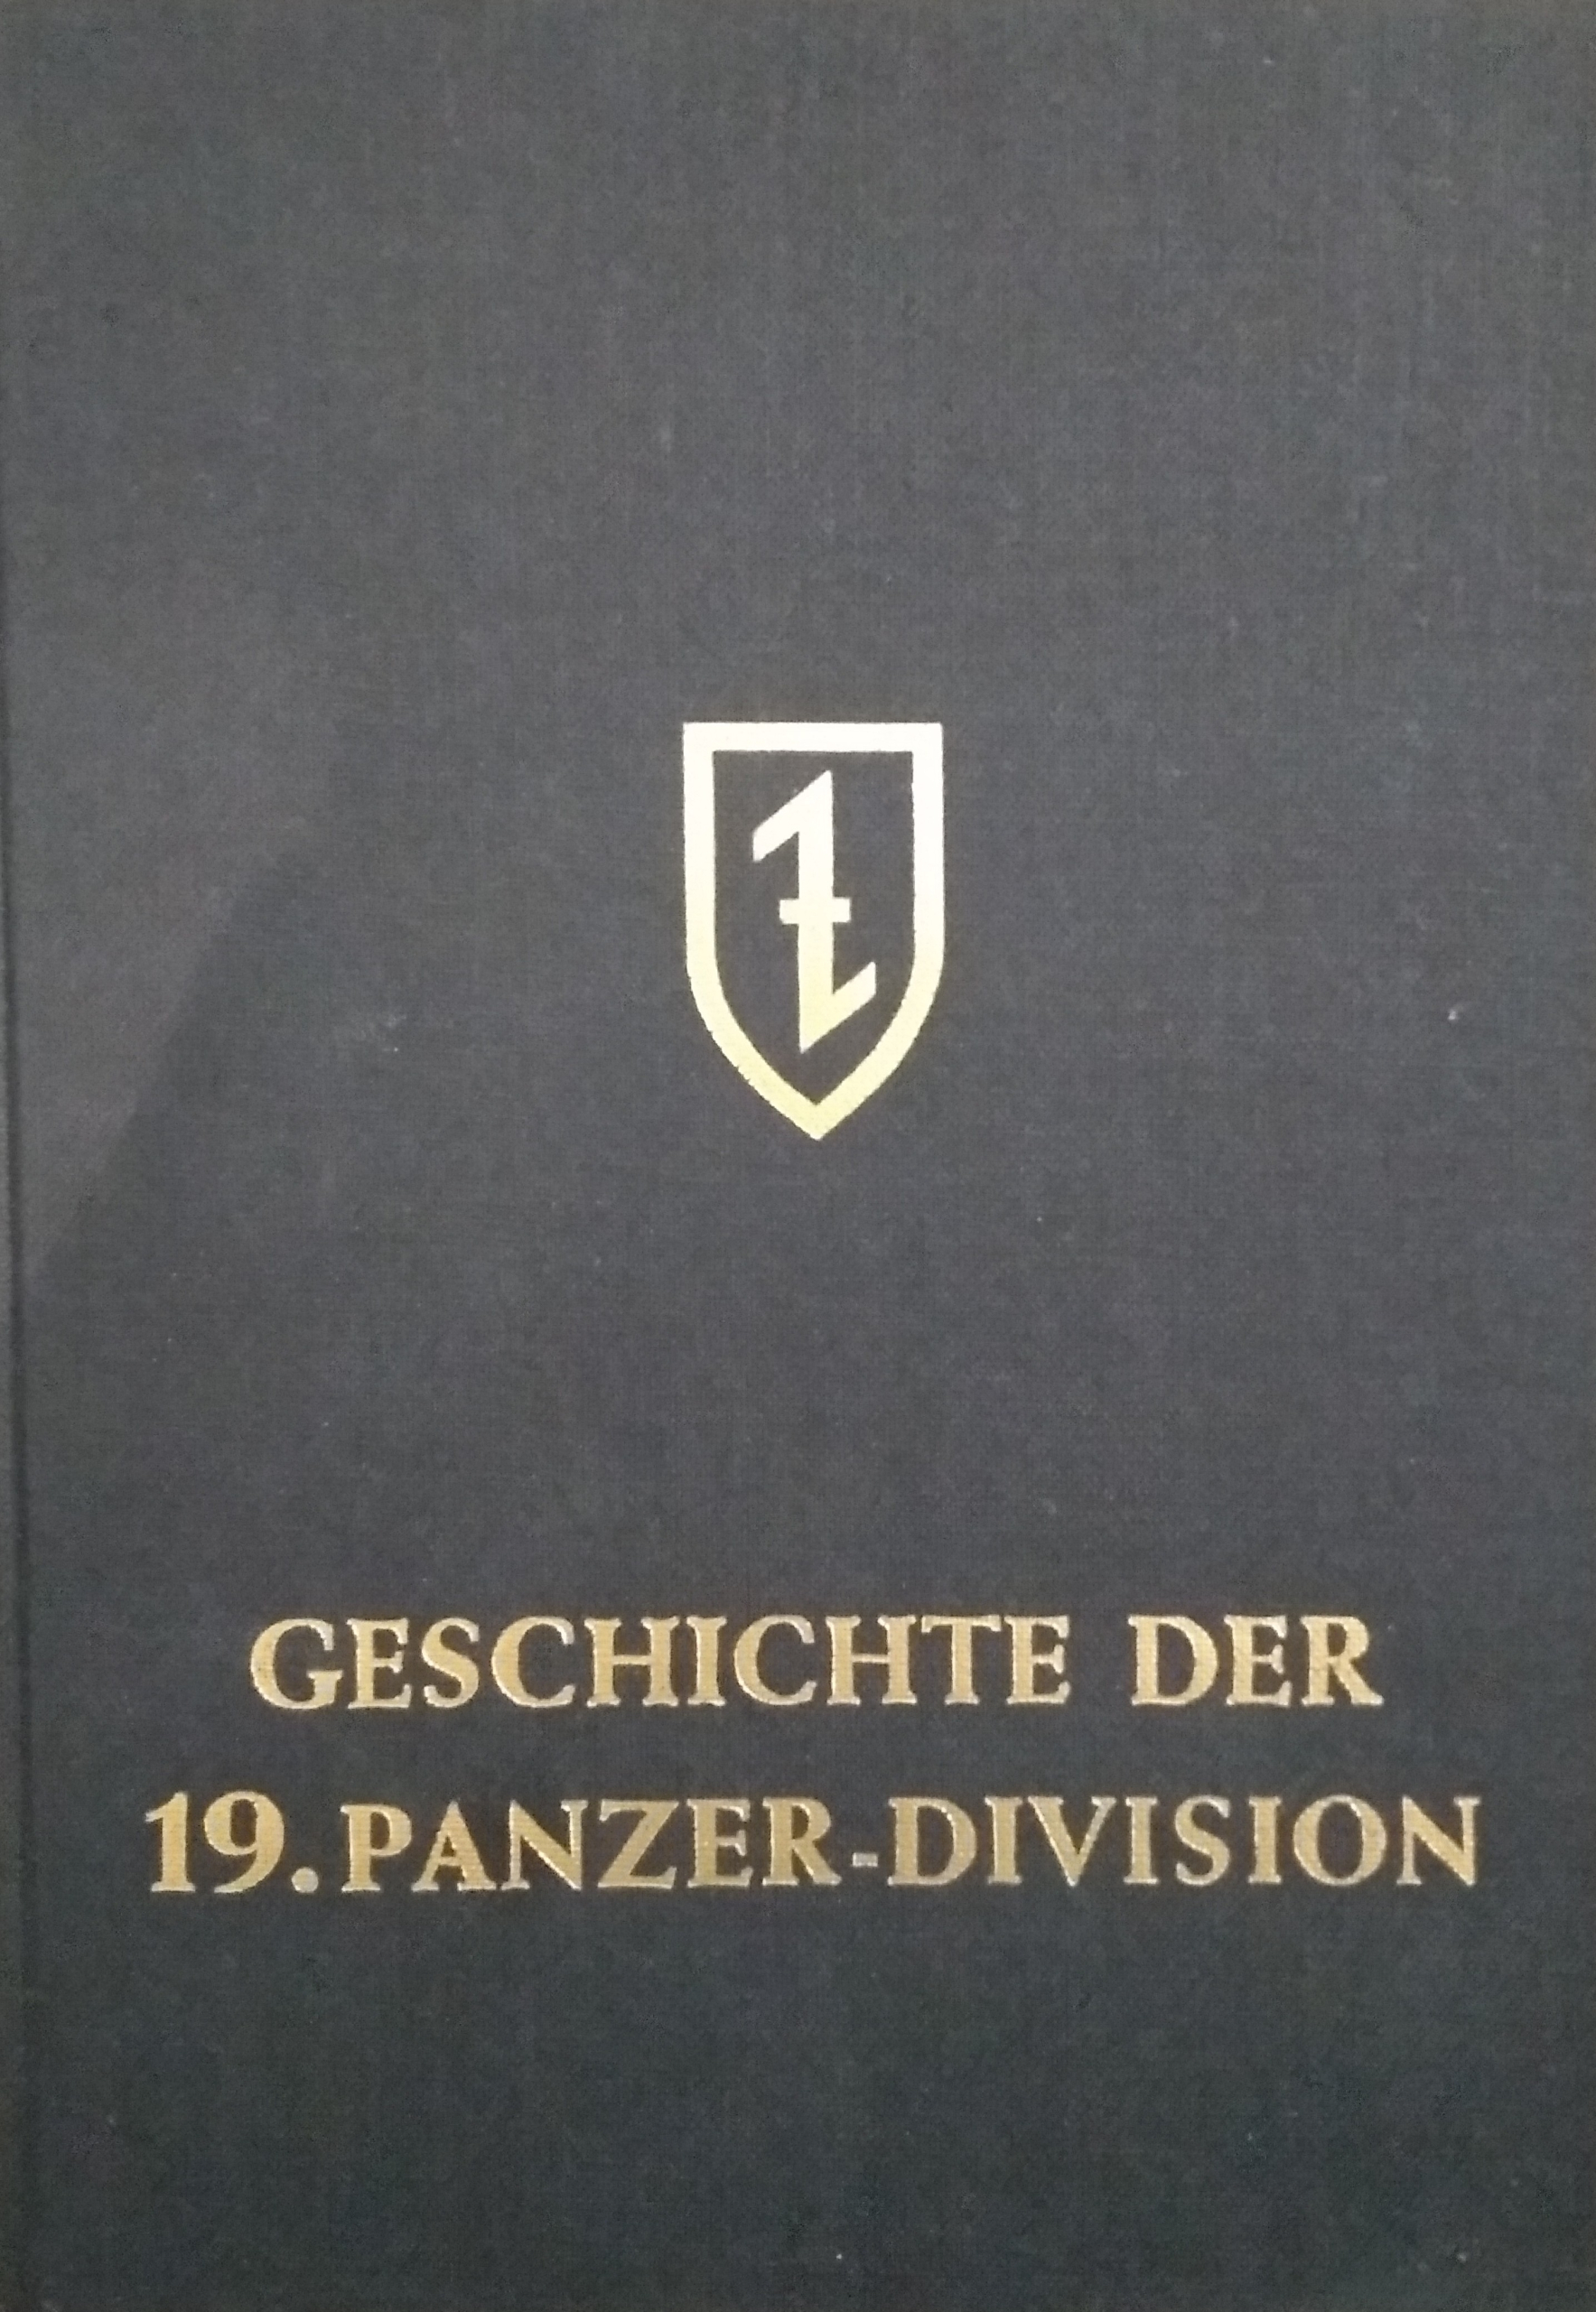 GESCHICHTE DER
19. PANZER-DIVISION